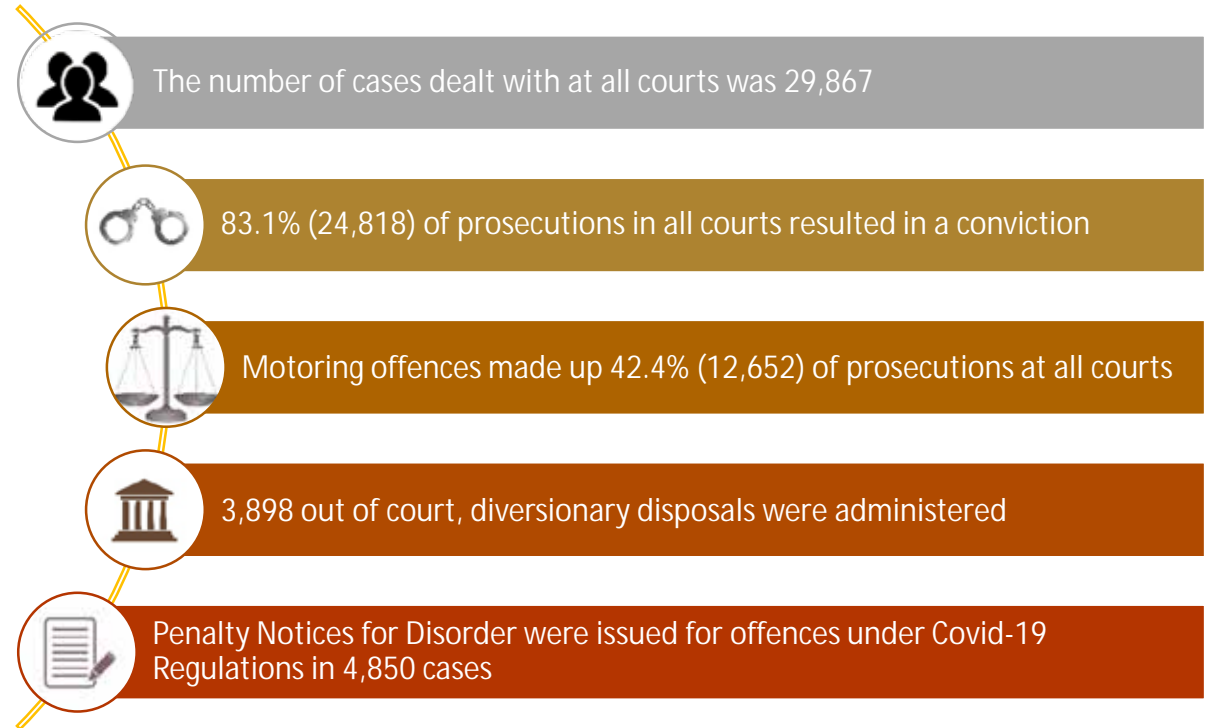 The number of cases dealt with at all courts was 29,867
83.1% (24,818) of prosecutions in all courts resulted in a conviction
Motoring offences made up 42.4% (12,652) of prosecutions at all courts
3,898 out of court, diversionary disposals were administered
Penalty Notices for Disorder were issued for offences under Covid-19
Regulations in 4,850 cases